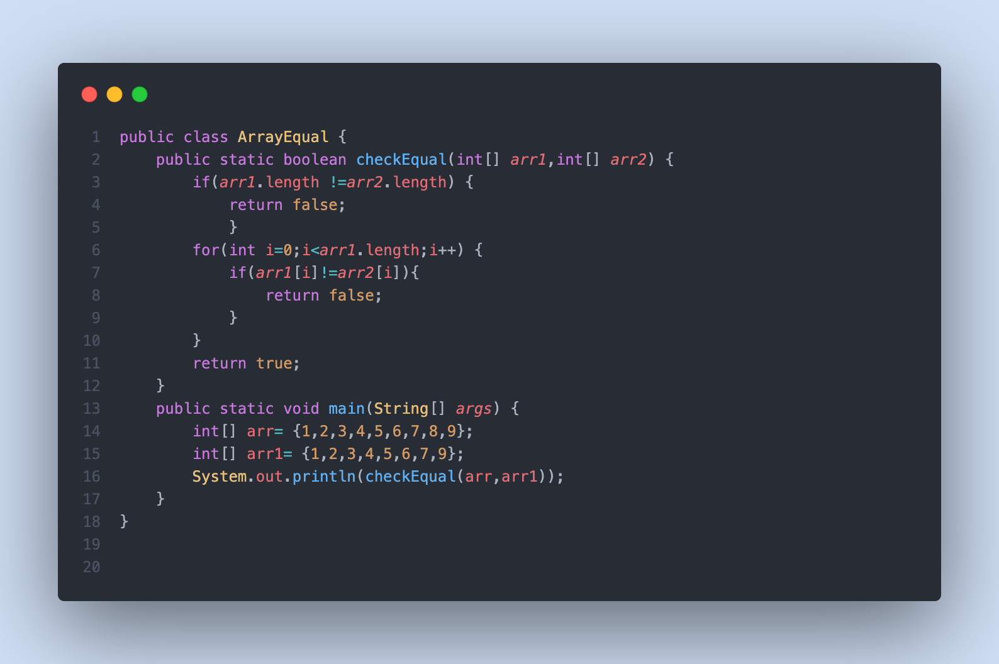 1 public class ArrayEqual {
2     public static boolean checkEqual(int[] arr1,int[] arr2) {
3         if(arr1.length !=arr2.length) {
4             return false;
5             }
6         for(int i=0;i<arr1.length;i++) {
7             if(arr1[i]!=arr2[i]){
8                 return false;
9             }
10         }
11         return true;
12     }
13     public static void main(String[] args) {
14         int[] arr= {1,2,3,4,5,6,7,8,9};
15         int[] arr1= {1,2,3,4,5,6,7,9};
16         System.out.println(checkEqual(arr,arr1));
17     }
18 }
19
20